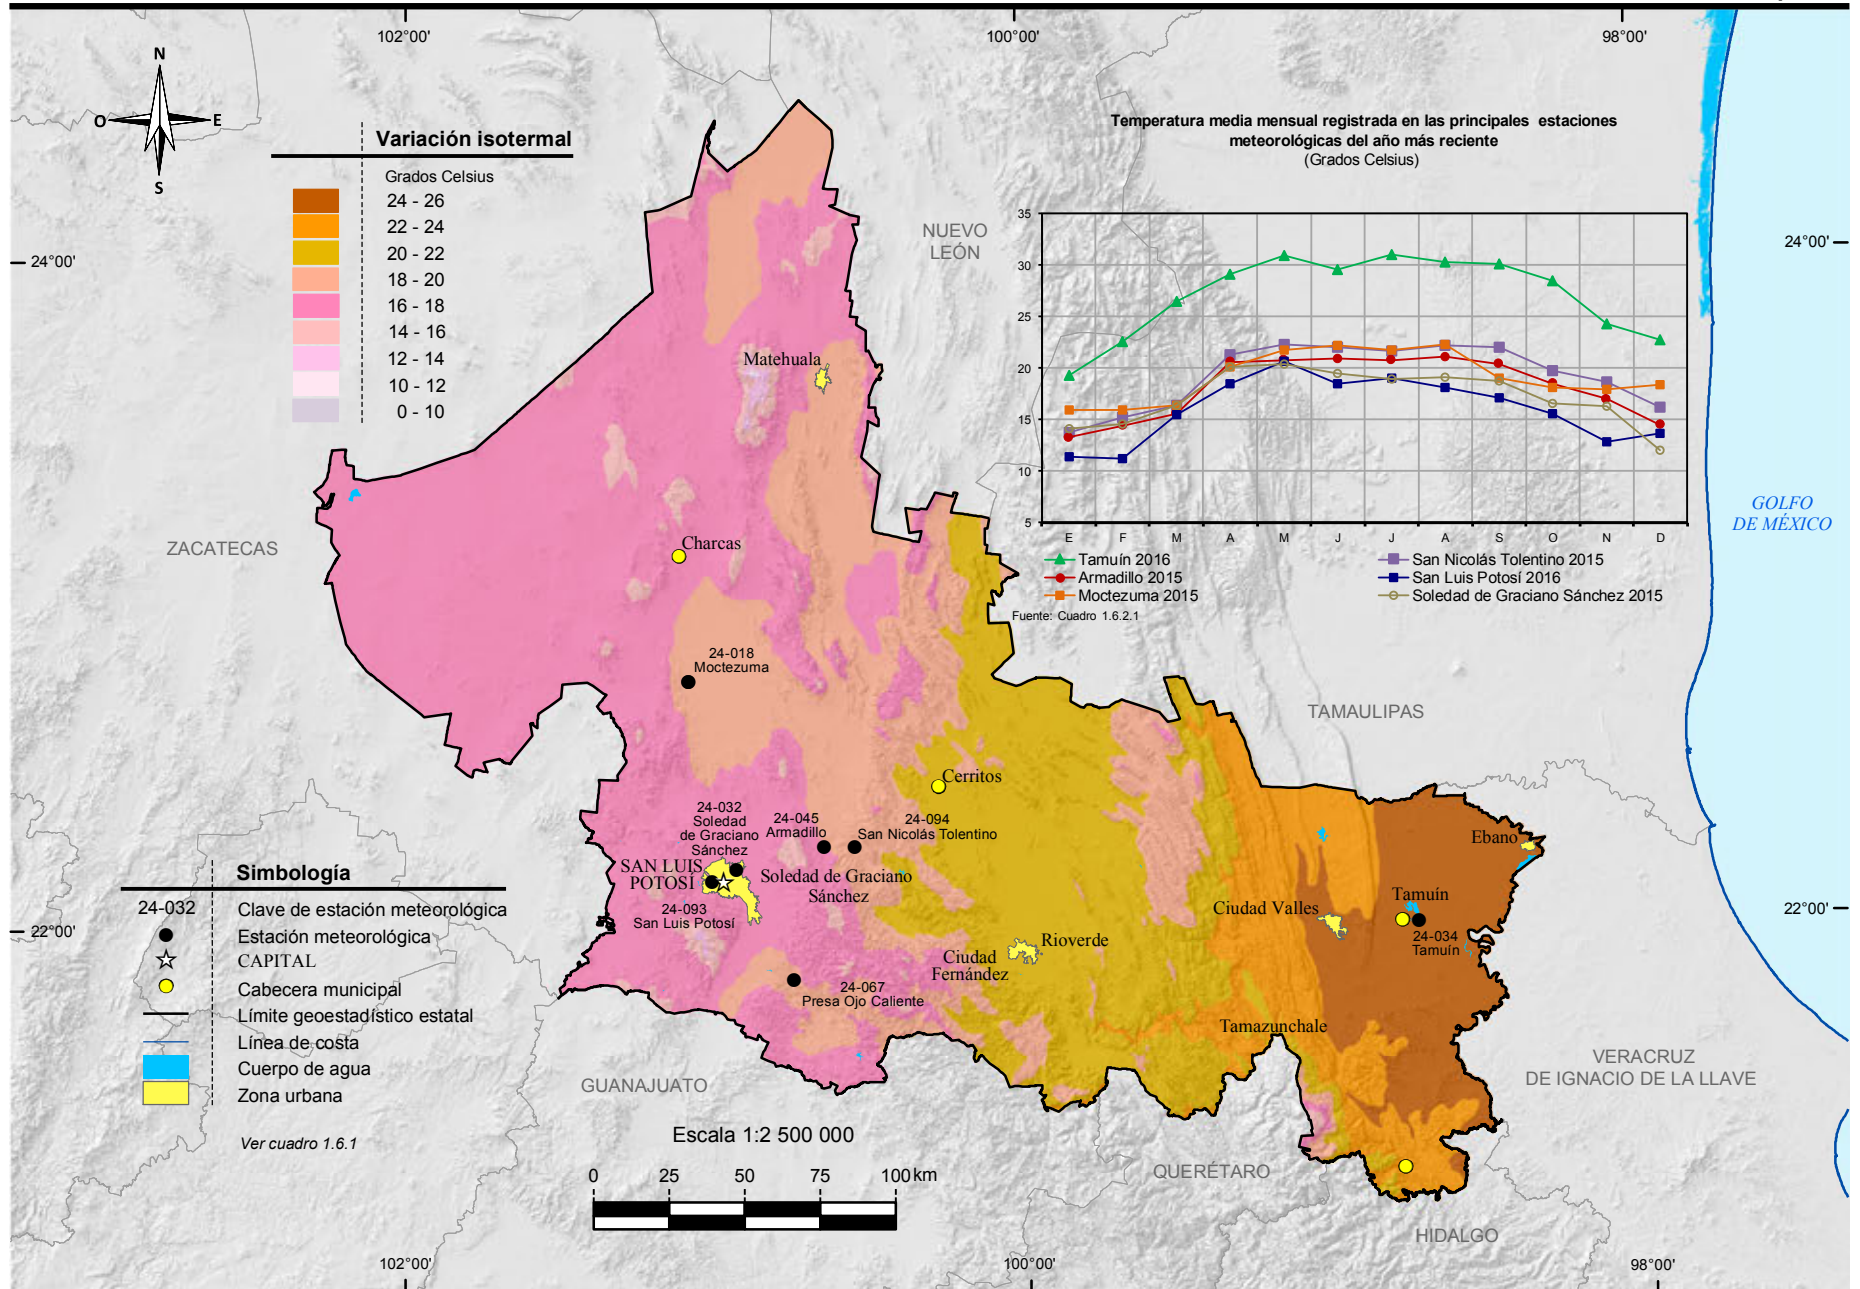 102°00'
100°00'
98°00'
N
O
E
S
Variación isotermal
Grados Celsius
24 - 26
22 - 24
20 - 22
18 - 20
16 - 18
14 - 16
12 - 14
10 - 12
0 - 10
Temperatura media mensual registrada en las principales estaciones
meteorológicas del año más reciente
(Grados Celsius)
35
30
25
20
15
10
5
E
F
M
A
M
J
J
A
S
O
N
D
Tamuín 2016
Armadillo 2015
Moctezuma 2015
San Nicolás Tolentino 2015
San Luis Potosí 2016
Soledad de Graciano Sánchez 2015
Fuente: Cuadro 1.6.2.1
24°00'
24°00'
NUEVO
LEÓN
ZACATECAS
GOLFO
DE MÉXICO
TAMAULIPAS
Matehuala
Charcas
24-018
Moctezuma
Cerritos
24-032
Soledad
de Graciano
Sánchez
24-045
Armadillo
24-094
San Nicolás Tolentino
SAN LUIS
POTOSÍ
Soledad de Graciano
Sánchez
24-093
San Luis Potosí
24-067
Presa Ojo Caliente
Ciudad
Fernández
Rioverde
Ciudad Valles
Tamuín
24-034
Tamuín
Ebano
Tamazunchale
22°00'
22°00'
Simbología
24-032
Clave de estación meteorológica
Estación meteorológica
CAPITAL
Cabecera municipal
Límite geoestadístico estatal
Línea de costa
Cuerpo de agua
Zona urbana
Ver cuadro 1.6.1
GUANAJUATO
QUERÉTARO
HIDALGO
VERACRUZ
DE IGNACIO DE LA LLAVE
Escala 1:2 500 000
0
25
50
75
100 km
102°00'
100°00'
98°00'